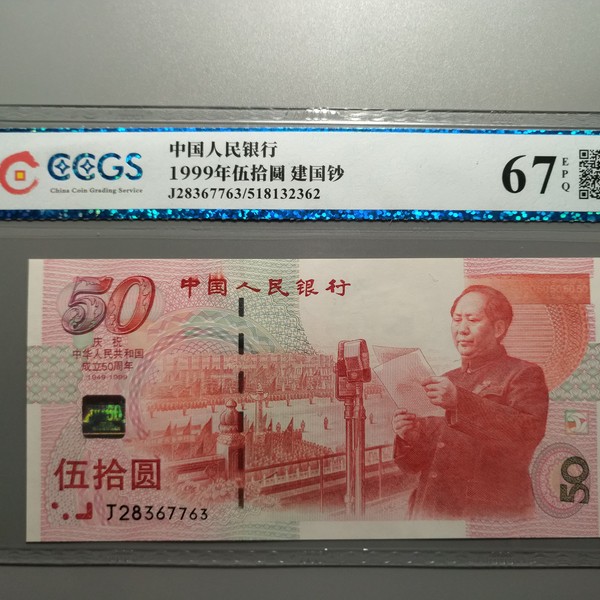 CCGS
China Coin Grading Service
中国人民银行
1999年伍拾圆 建国钞
J28367763/518132362
67
EPQ
50
中国人民银行
庆祝
中华人民共和国
成立50周年
1949-1999
伍拾圆
J28367763
50